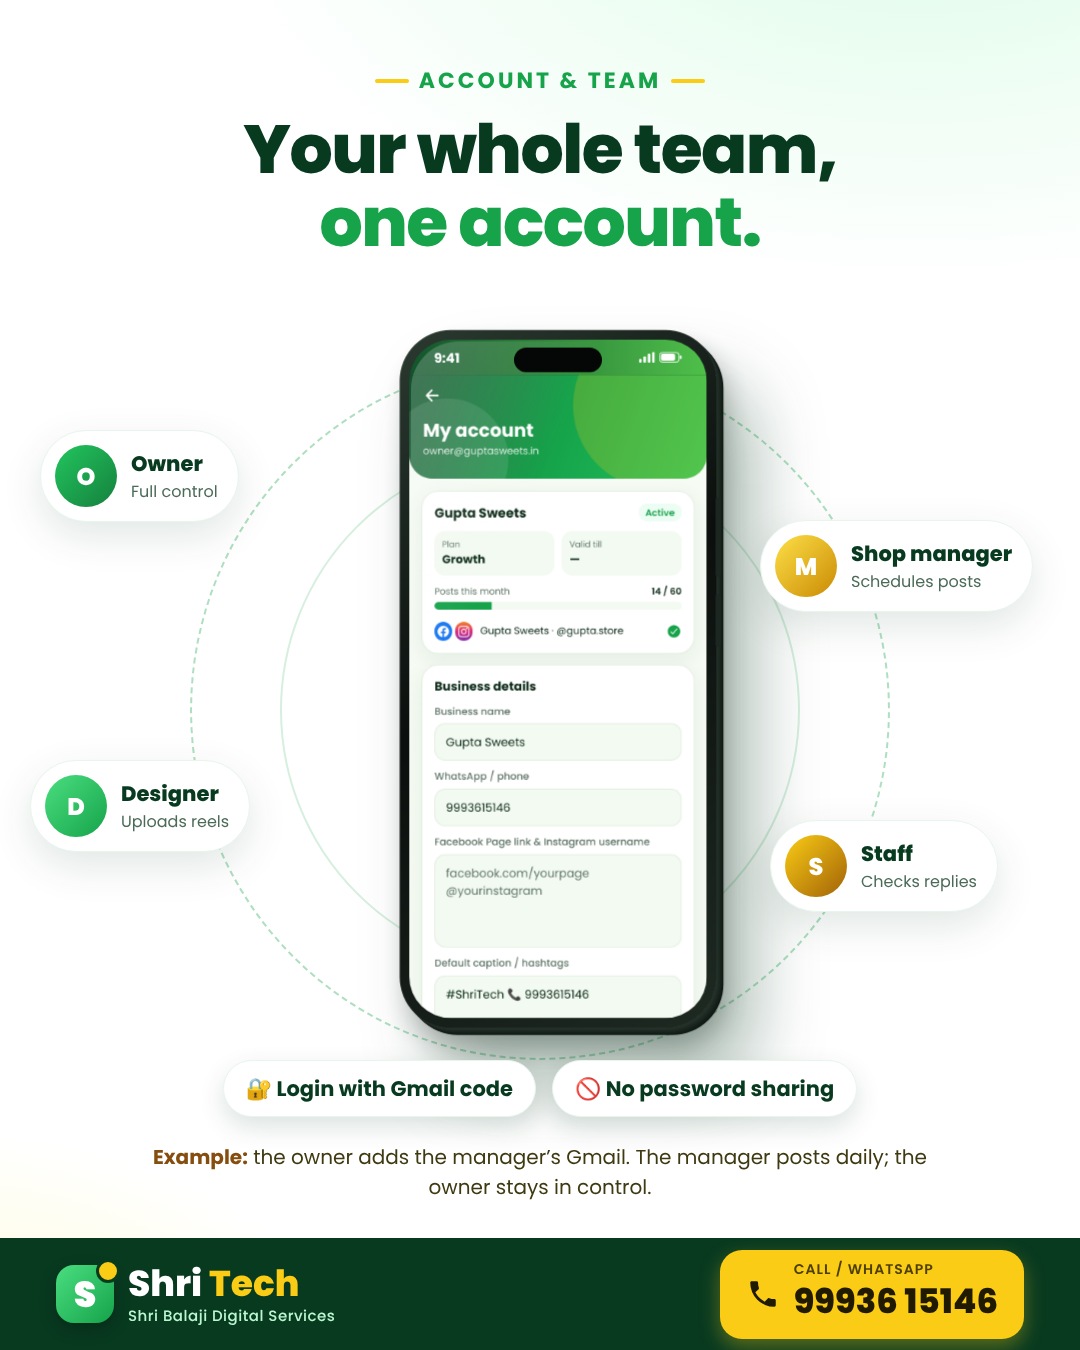 ACCOUNT & TEAM
Your whole team,
one account.
9:41
My account
owner@guptasweets.in
Gupta Sweets
Active
Plan
Growth
Valid till
—
Posts this month
14 / 60
Gupta Sweets · @gupta.store
Business details
Business name
Gupta Sweets
WhatsApp / phone
9993615146
Facebook Page link & Instagram username
facebook.com/yourpage
@yourinstagram
Default caption / hashtags
#ShriTech 📞 9993615146
O
Owner
Full control
M
Shop manager
Schedules posts
D
Designer
Uploads reels
S
Staff
Checks replies
🔐 Login with Gmail code
🚫 No password sharing
Example: the owner adds the manager’s Gmail. The manager posts daily; the
owner stays in control.
S
Shri Tech
Shri Balaji Digital Services
CALL / WHATSAPP
99936 15146